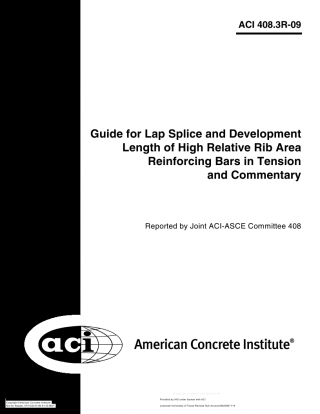 ACI 408.3R-09
Guide for Lap Splice and Development
Length of High Relative Rib Area
Reinforcing Bars in Tension
and Commentary
Reported by Joint ACI-ASCE Committee 408
aci
American Concrete Institute®